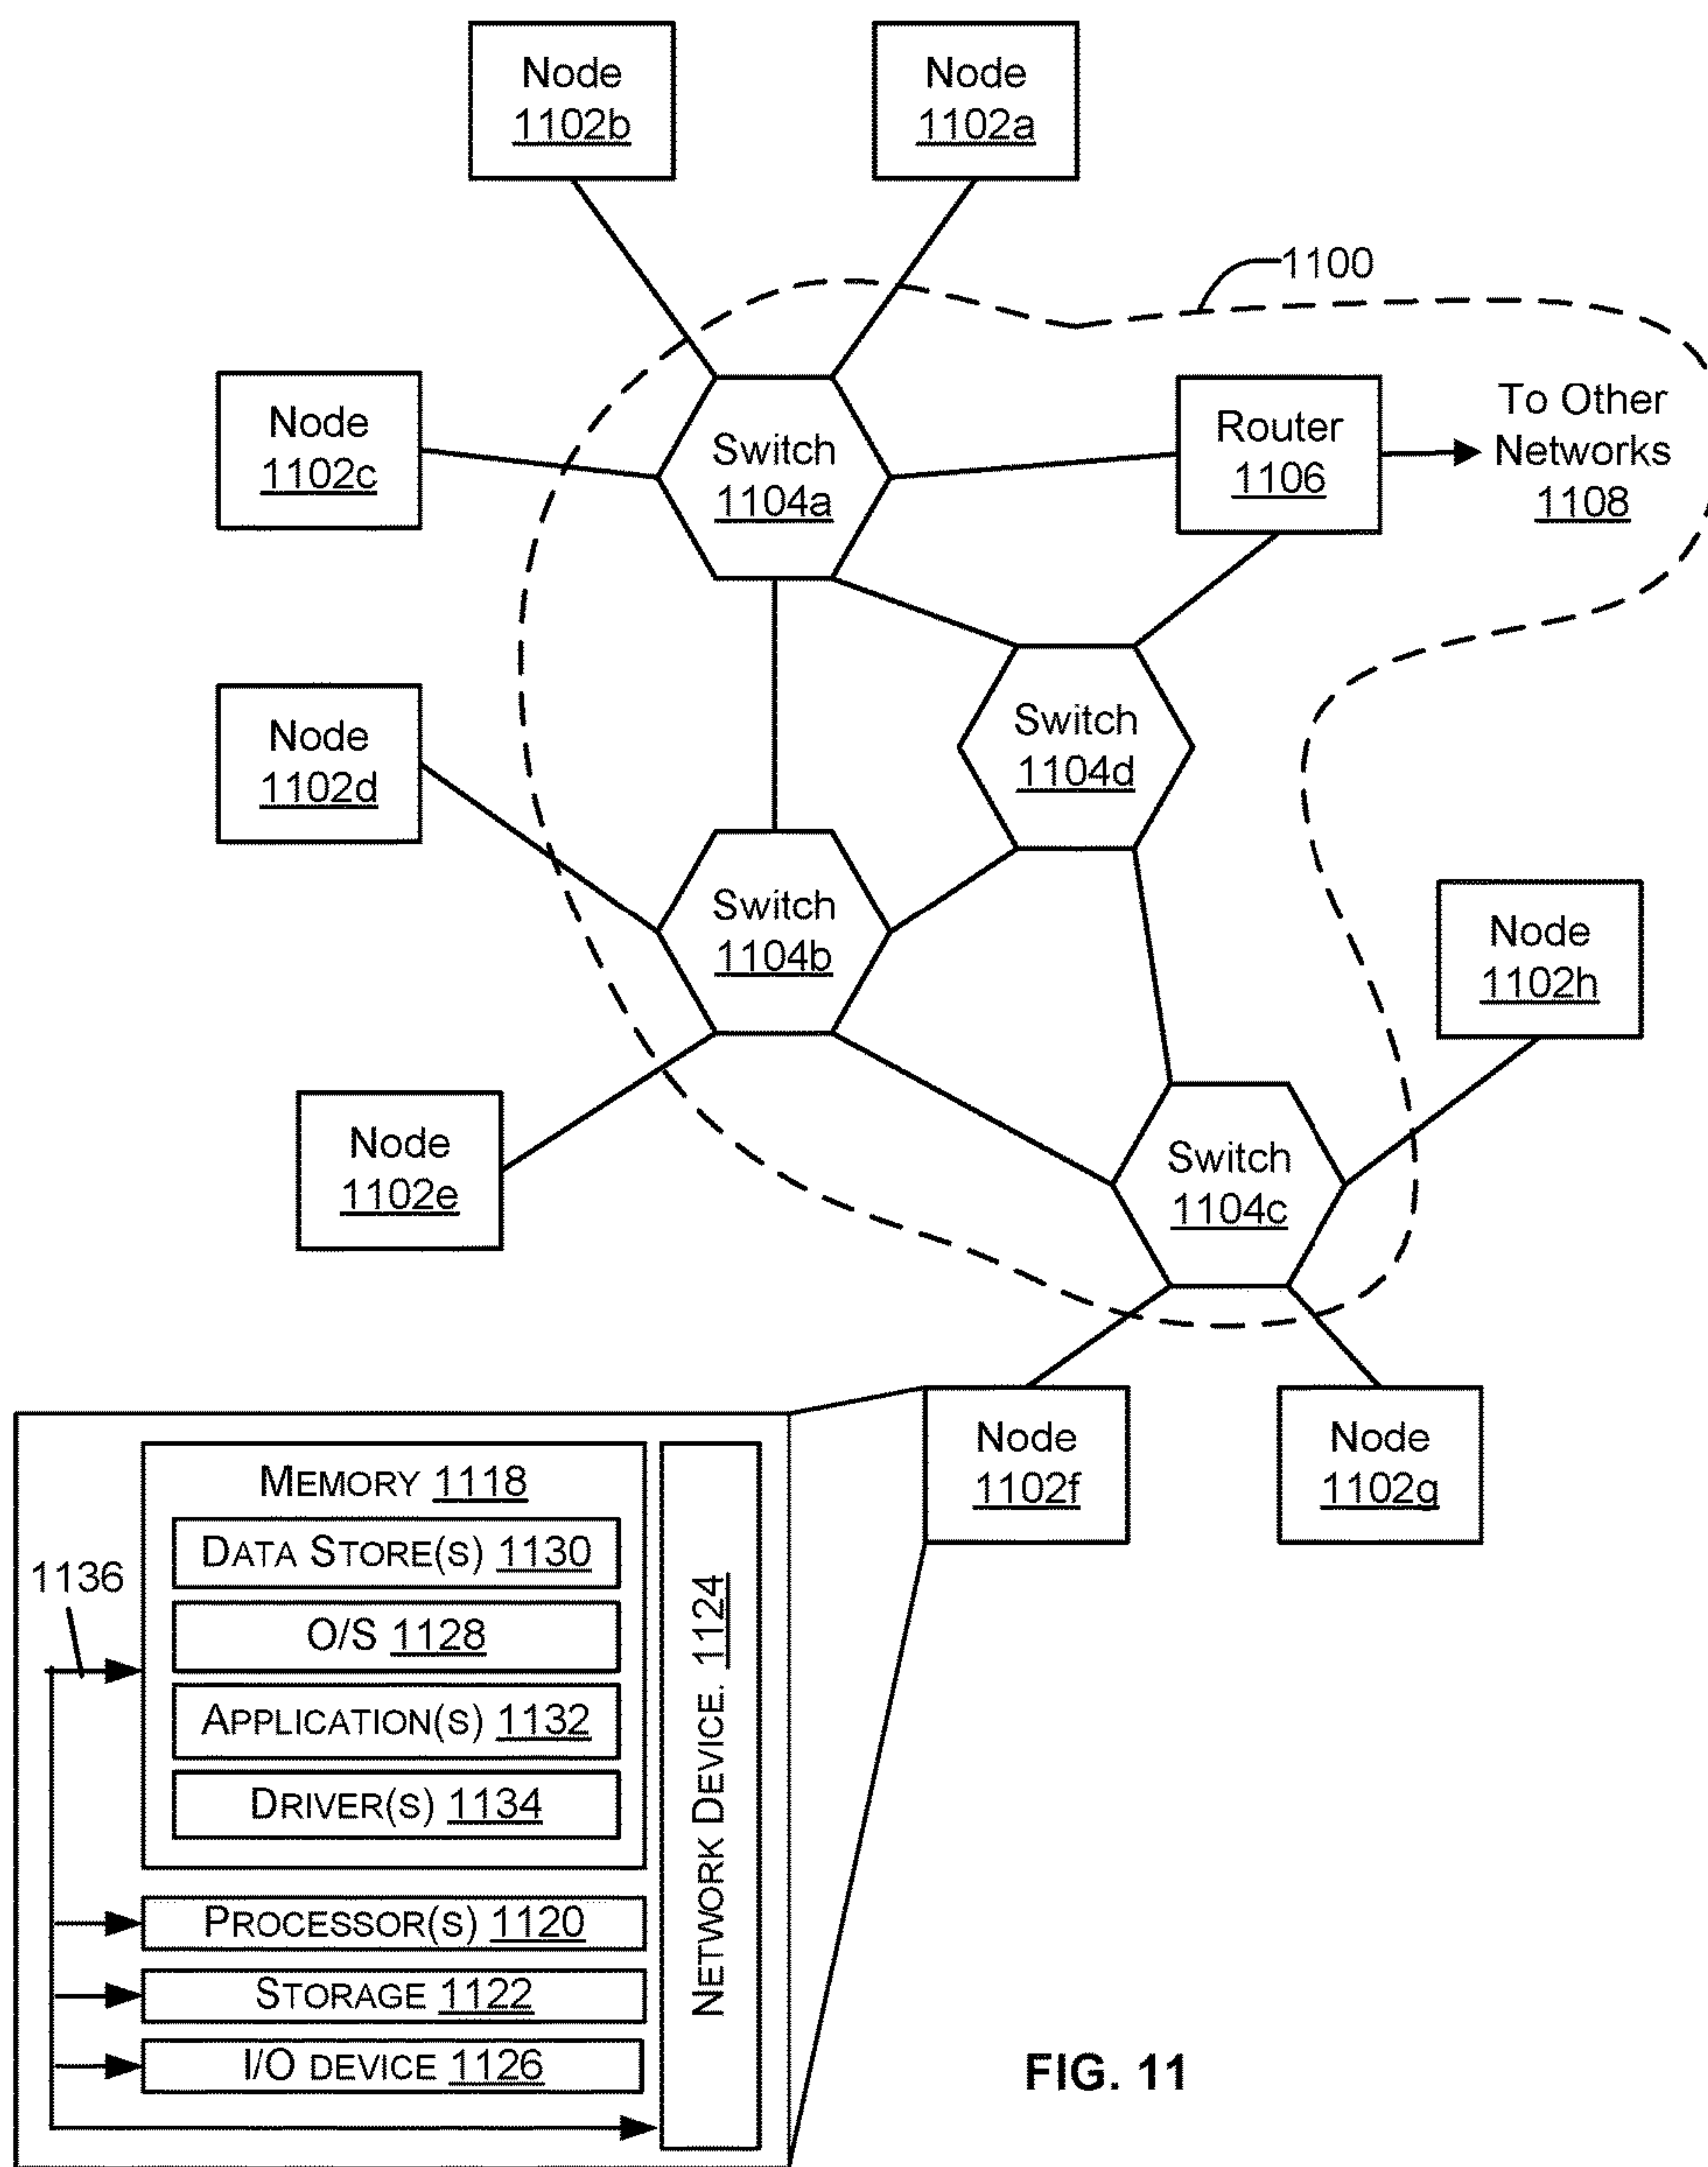 Node
1102b
Node
1102a
1100
Node
1102c
Switch
1104a
Router
1106
To Other
Networks
1108
Node
1102d
Switch
1104d
Switch
1104b
Node
1102h
Node
1102e
Switch
1104c
Node
1102f
Node
1102g
MEMORY 1118
DATA STORE(S) 1130
1136
O/S 1128
APPLICATION(S) 1132
DRIVER(S) 1134
NETWORK DEVICE. 1124
PROCESSOR(S) 1120
STORAGE 1122
I/O DEVICE 1126
FIG. 11